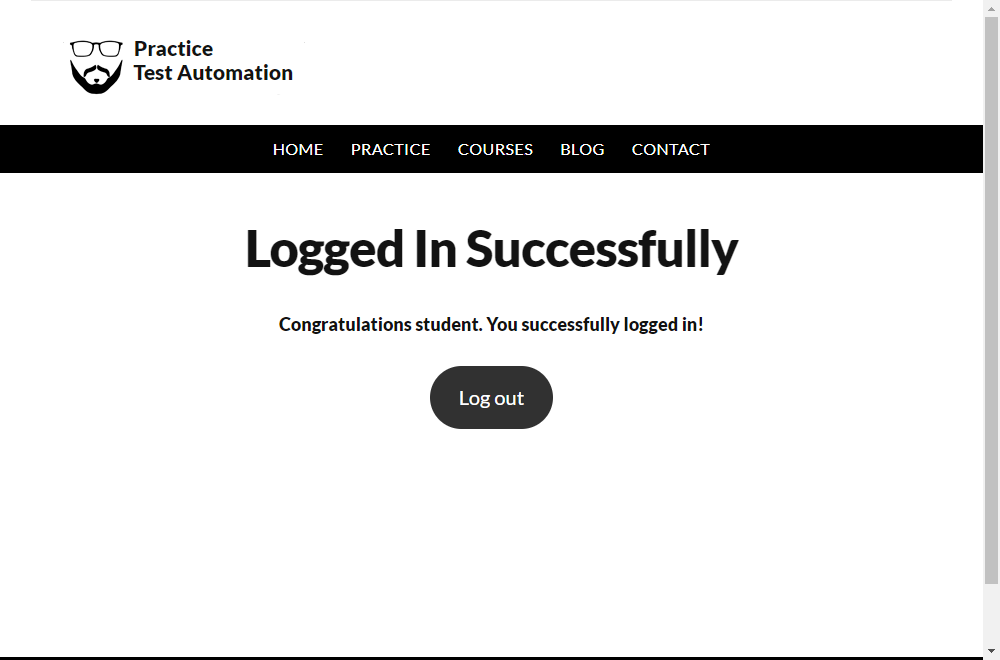 Practice
Test Automation
HOME PRACTICE COURSES BLOG CONTACT
Logged In Successfully
Congratulations student. You successfully logged in!
Log out